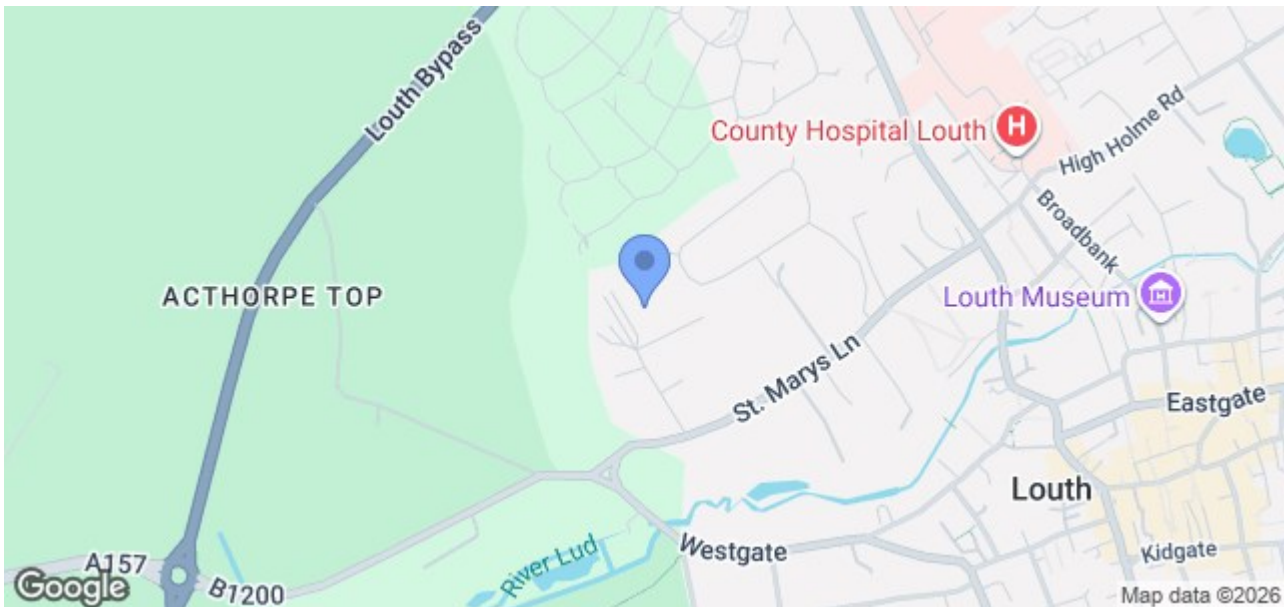 Louth Bypass
County Hospital Louth
H
High Holme Rd
Broadbank
ACTHORPE TOP
Louth Museum
St. Marys Ln
Eastgate
Louth
Westgate
Kidgate
River Lud
A157
B1200
Google
Map data ©2026